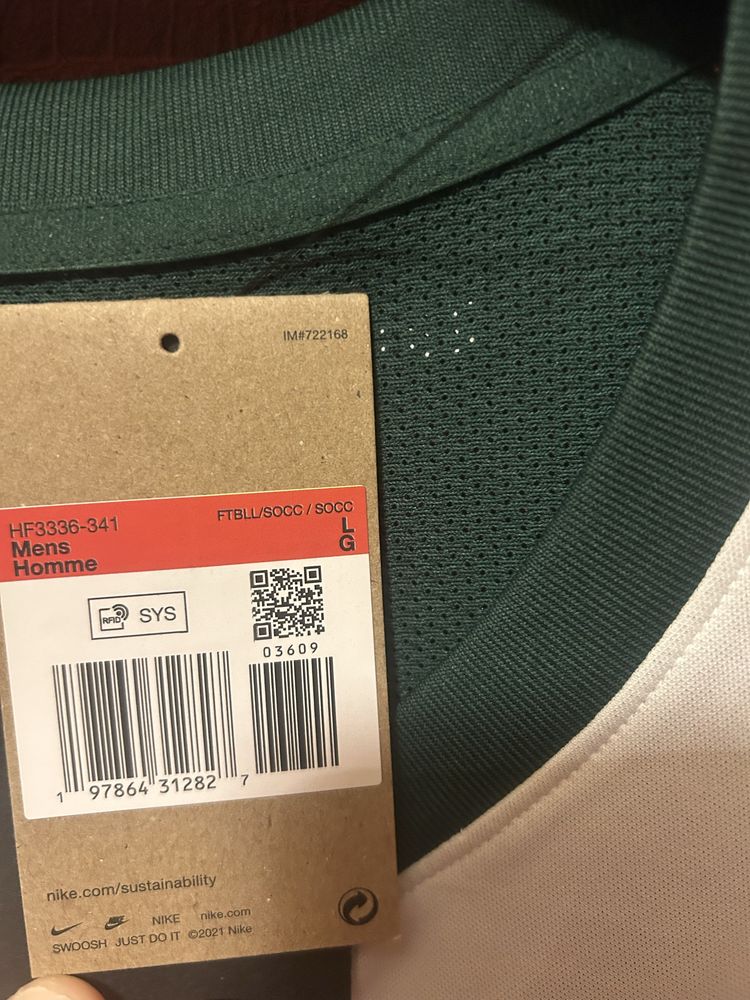 IM#722168
HF3336-341
FTBLL/SOCC / SOCC
Mens
L
Homme
G
RFID SYS
03609
1 97864 31282 7
nike.com/sustainability
NIKE nike.com
SWOOSH JUST DO IT ©2021 Nike